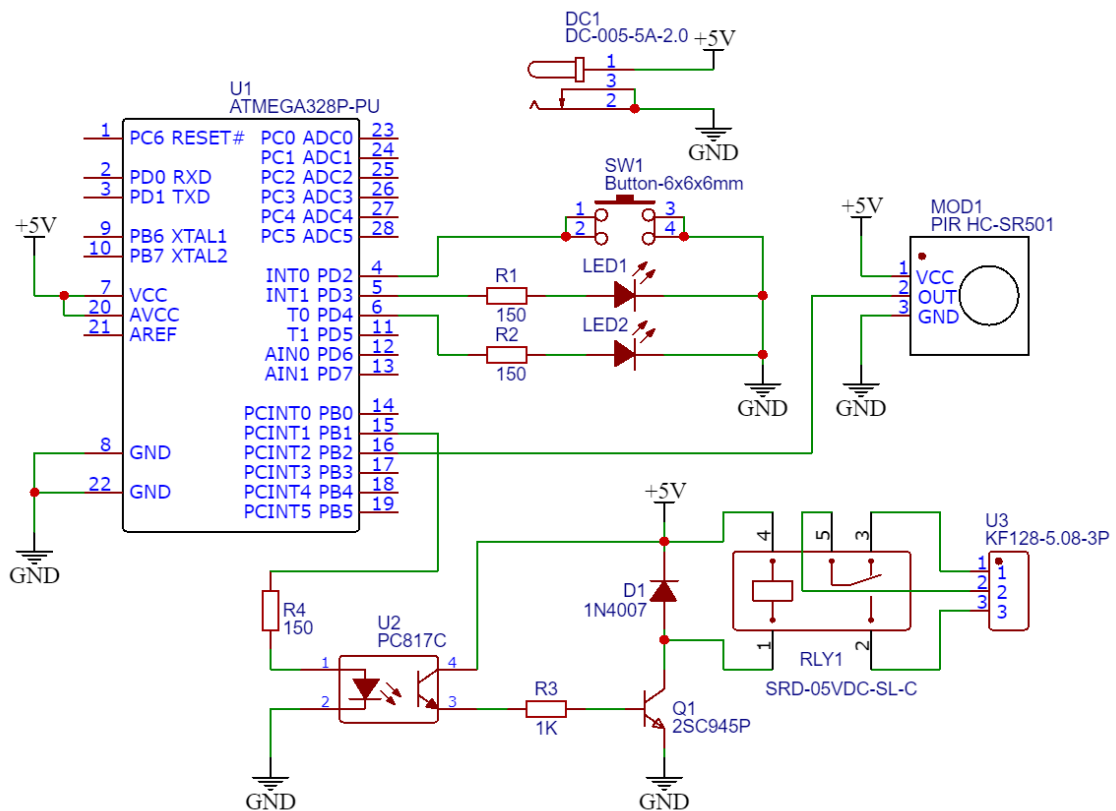 DC1
DC-005-5A-2.0
+5V
1
3
2
GND
U1
ATMEGA328P-PU
1 PC6 RESET# PC0 ADC0 23
PC1 ADC1 24
2 PD0 RXD PC2 ADC2 25
3 PD1 TXD PC3 ADC3 26
PC4 ADC4 27
9 PB6 XTAL1 PC5 ADC5 28
10 PB7 XTAL2
INT0 PD2 4
7 VCC INT1 PD3 5
20 AVCC T0 PD4 6
21 AREF T1 PD5 11
AIN0 PD6 12
AIN1 PD7 13
PCINT0 PB0 14
PCINT1 PB1 15
8 GND PCINT2 PB2 16
PCINT3 PB3 17
22 GND PCINT4 PB4 18
PCINT5 PB5 19
+5V
GND
SW1
Button-6x6x6mm
1 3
2 4
R1
150
LED1
R2
150
LED2
GND
+5V
MOD1
PIR HC-SR501
1 VCC
2 OUT
3 GND
GND
R4
150
U2
PC817C
1 4
2 3
GND
R3
1K
+5V
D1
1N4007
Q1
2SC945P
GND
4 5 3
1 2
RLY1
SRD-05VDC-SL-C
U3
KF128-5.08-3P
1 1
2 2
3 3